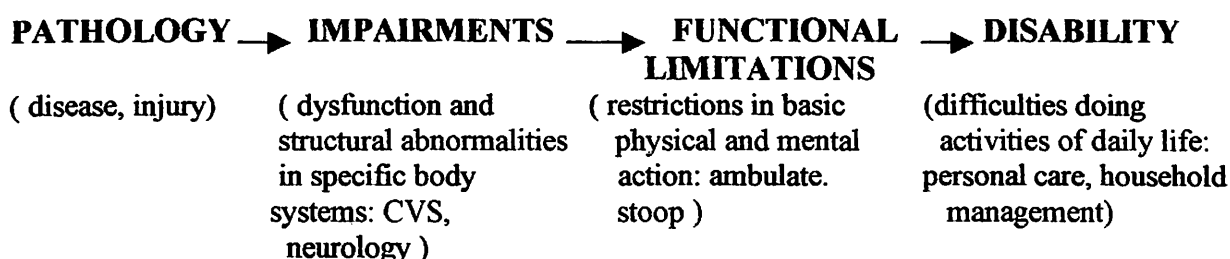 PATHOLOGY → IMPAIRMENTS → FUNCTIONAL LIMITATIONS → DISABILITY
( disease, injury)
( dysfunction and
structural abnormalities
in specific body
systems: CVS,
neurology )
( restrictions in basic
physical and mental
action: ambulate.
stoop )
(difficulties doing
activities of daily life:
personal care, household
management)